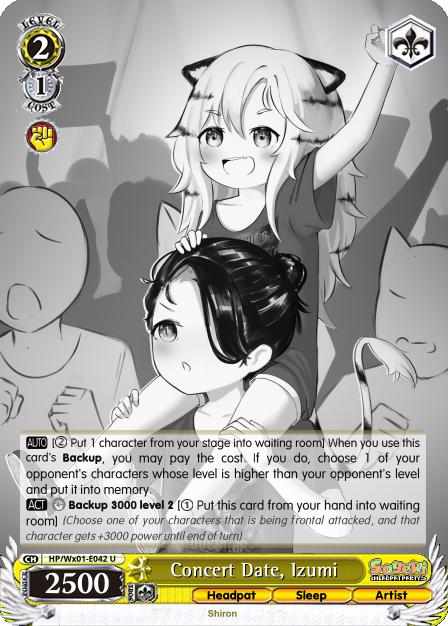 LEVEL
2
1
COST
AUTO [② Put 1 character from your stage into waiting room] When you use this
card's Backup, you may pay the cost. If you do, choose 1 of your
opponent's characters whose level is higher than your opponent's level
and put it into memory.
ACT Backup 3000 level 2 [① Put this card from your hand into waiting
room] (Choose one of your characters that is being frontal attacked, and that
character gets +3000 power until end of turn)
CH HP/Wx01-E042 U
POWER 2500 SOUL Concert Date, Izumi
Headpat Sleep Artist
Shiron